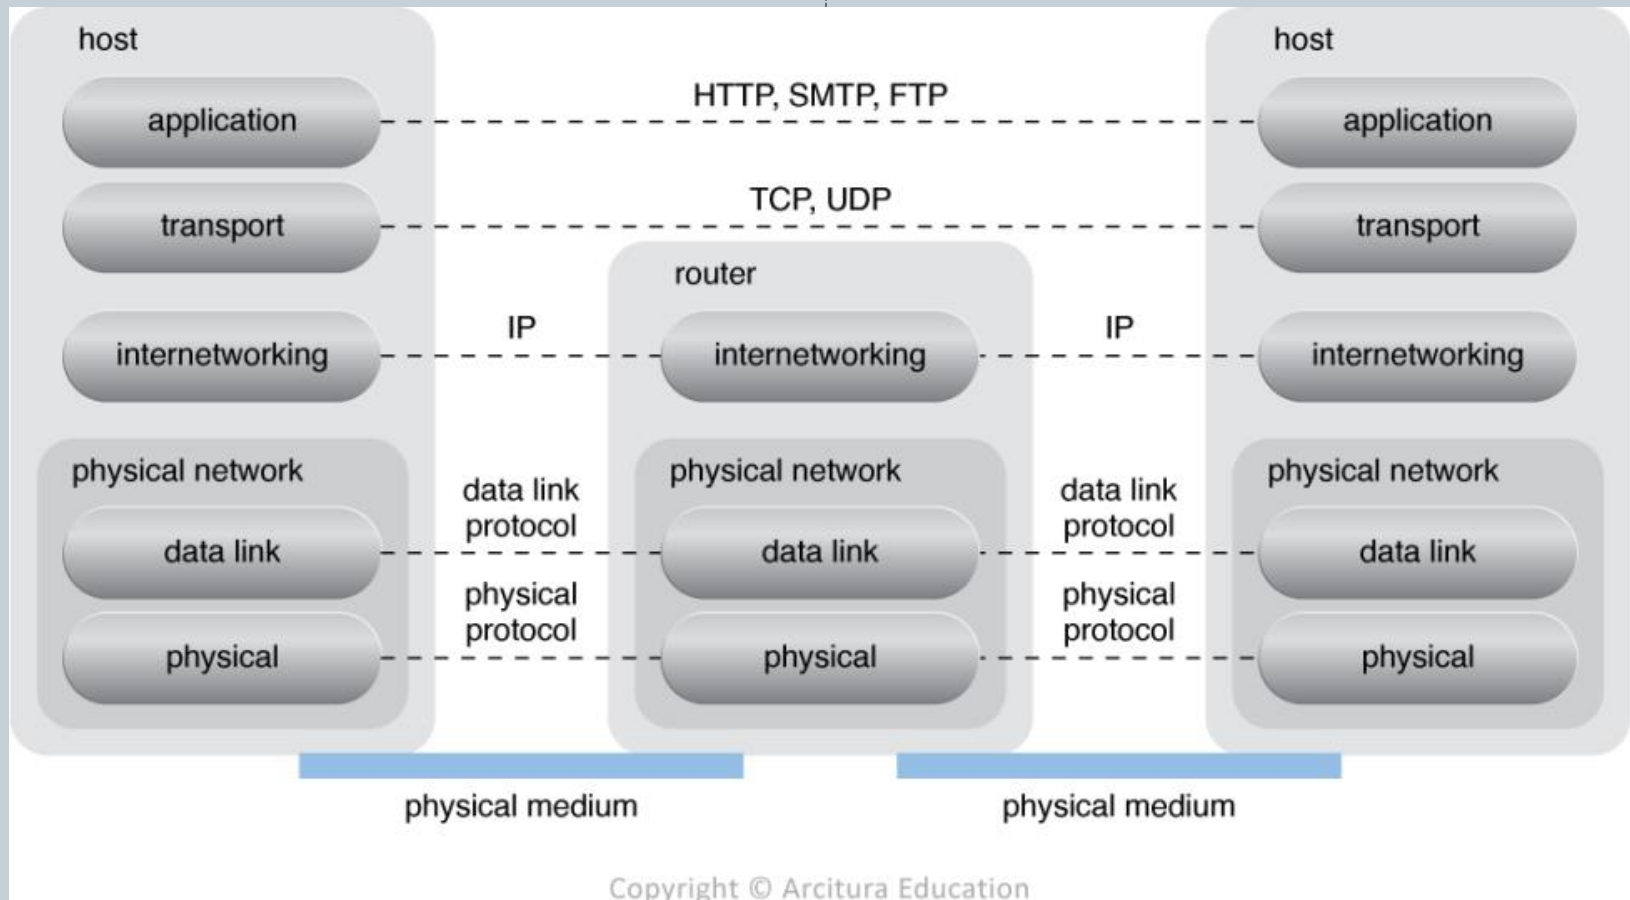 host
host
application
HTTP, SMTP, FTP
application
transport
TCP, UDP
transport
router
internetworking
IP
internetworking
IP
internetworking
physical network
physical network
physical network
data link
protocol
data link
protocol
data link
data link
data link
physical
protocol
physical
protocol
physical
physical
physical
physical medium
physical medium
Copyright © Arcitura Education